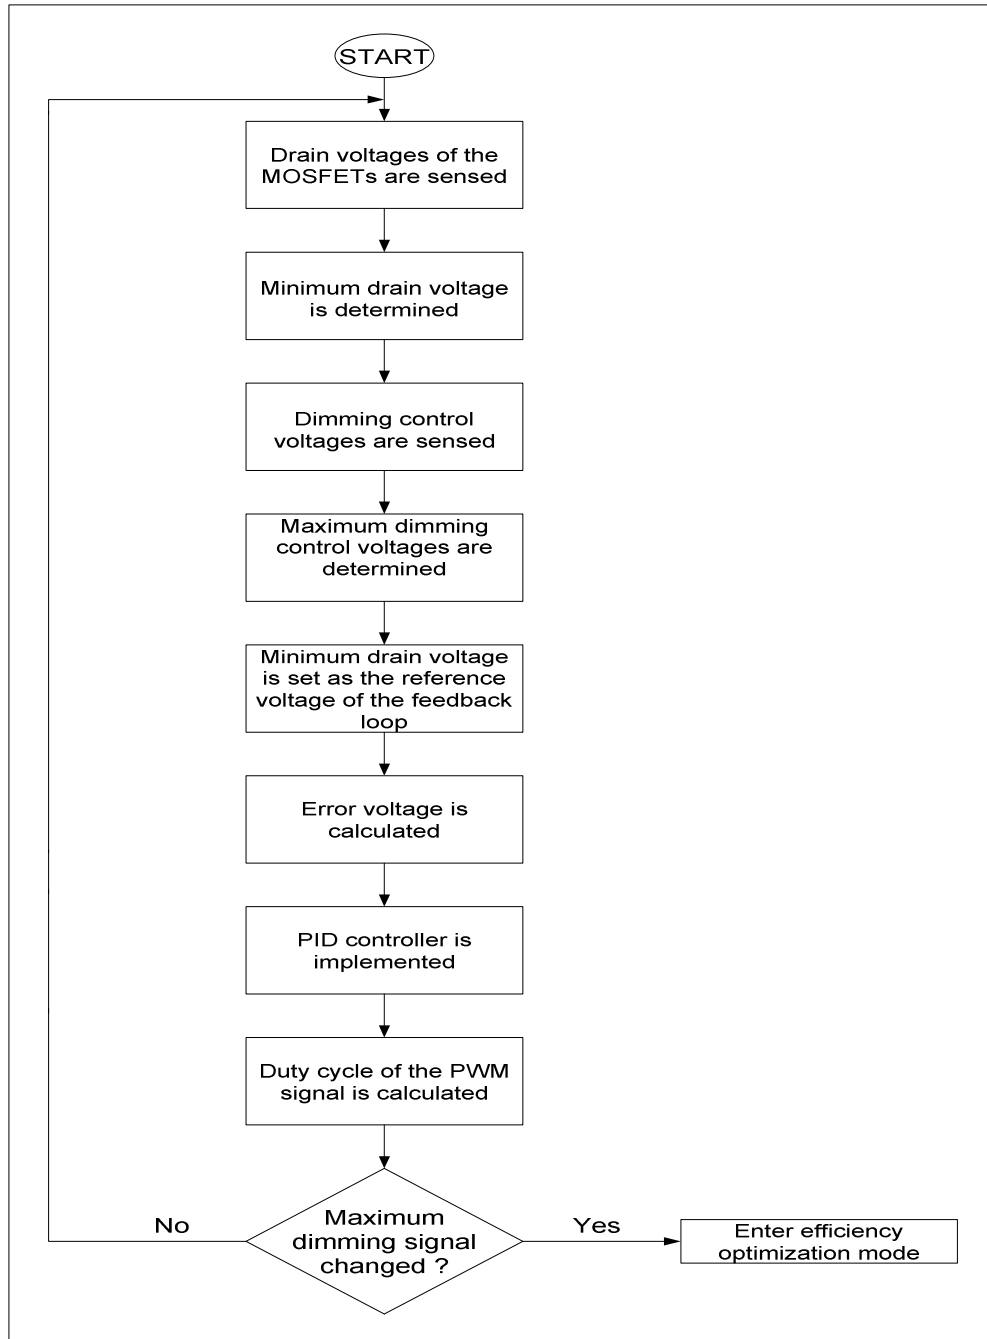 START
Drain voltages of the
MOSFETs are sensed
Minimum drain voltage
is determined
Dimming control
voltages are sensed
Maximum dimming
control voltages are
determined
Minimum drain voltage
is set as the reference
voltage of the feedback
loop
Error voltage is
calculated
PID controller is
implemented
Duty cycle of the PWM
signal is calculated
No
Maximum
dimming signal
changed ?
Yes
Enter efficiency
optimization mode